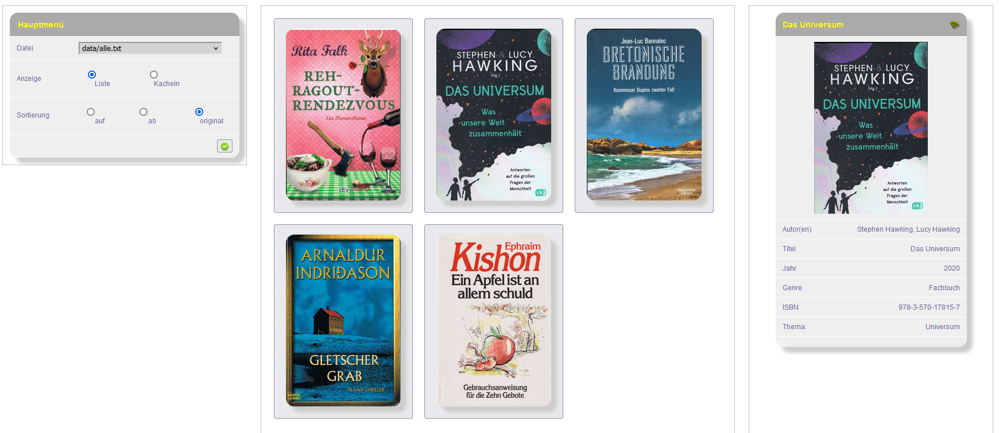 Hauptmenü
Datei
data/alle.txt
Anzeige
Liste
Kacheln
Sortierung
auf
ab
original
Rita Falk
REH-
RAGOUT-
RENDEZVOUS
Ein Provinzkrimi
dtv
STEPHEN & LUCY
HAWKING
(Hg.)
DAS UNIVERSUM
Was
unsere Welt
zusammenhält
Antworten
auf die großen
Fragen der
Menschheit
cbj
Jean-Luc Bannalec
BRETONISCHE
BRANDUNG
Kommissar Dupins zweiter Fall
Kiepenheuer
& Witsch
ARNALDUR
INDRIÐASON
GLETSCHER
GRAB
ISLAND THRILLER
BASTEI
LÜBBE
Ephraim
Kishon
Ein Apfel ist an
allem schuld
Gebrauchsanweisung
für die Zehn Gebote
Das Universum
STEPHEN & LUCY
HAWKING
(Hg.)
DAS UNIVERSUM
Was
unsere Welt
zusammenhält
Antworten
auf die großen
Fragen der
Menschheit
cbj
Autor(en) Stephen Hawking, Lucy Hawking
Titel Das Universum
Jahr 2020
Genre Fachbuch
ISBN 978-3-570-17815-7
Thema Universum